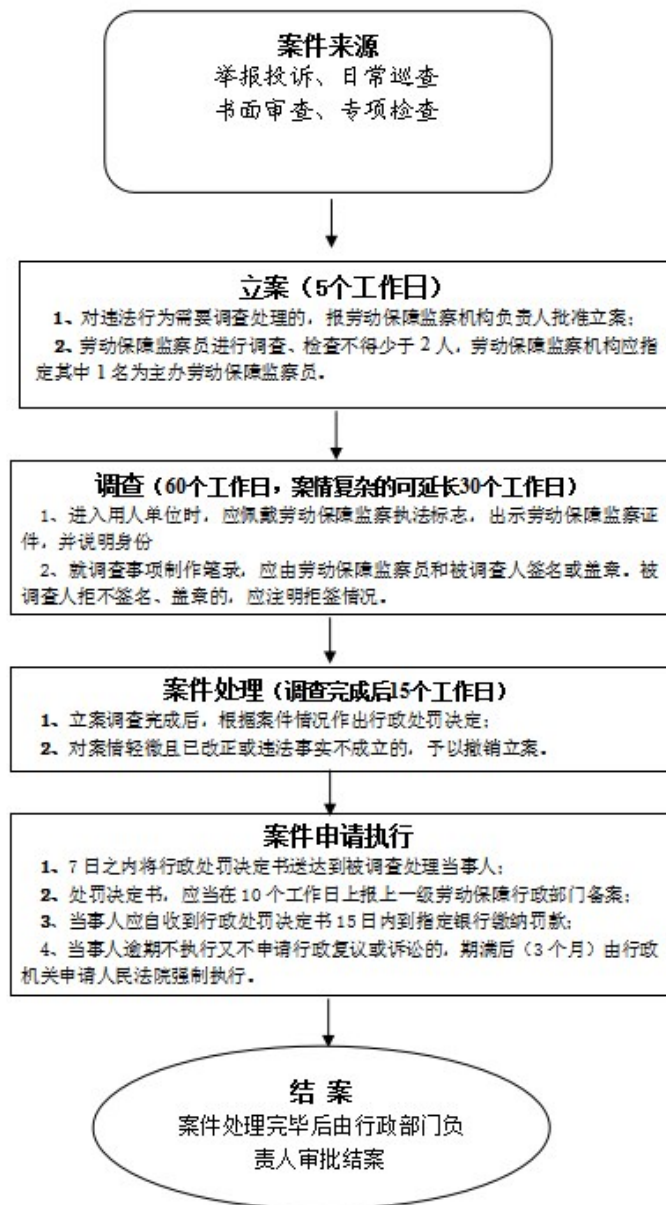 案件来源
举报投诉、日常巡查
书面审查、专项检查
立案（5个工作日）
1、对违法行为需要调查处理的，报劳动保障监察机构负责人批准立案；
2、劳动保障监察员进行调查、检查不得少于 2 人，劳动保障监察机构应指
定其中 1 名为主办劳动保障监察员。
调查（60个工作日，案情复杂的可延长30个工作日）
1、进入用人单位时，应佩戴劳动保障监察执法标志，出示劳动保障监察证
件，并说明身份
2、就调查事项制作笔录，应由劳动保障监察员和被调查人签名或盖章。被
调查人拒不签名、盖章的，应注明拒签情况。
案件处理（调查完成后15个工作日）
1、立案调查完成后，根据案件情况作出行政处罚决定；
2、对案情轻微且已改正或违法事实不成立的，予以撤销立案。
案件申请执行
1、7 日之内将行政处罚决定书送达到被调查处理当事人；
2、处罚决定书，应当在 10 个工作日上报上一级劳动保障行政部门备案；
3、当事人应自收到行政处罚决定书 15 日内到指定银行缴纳罚款；
4、当事人逾期不执行又不申请行政复议或诉讼的，期满后（3 个月）由行政
机关申请人民法院强制执行。
结 案
案件处理完毕后由行政部门负
责人审批结案